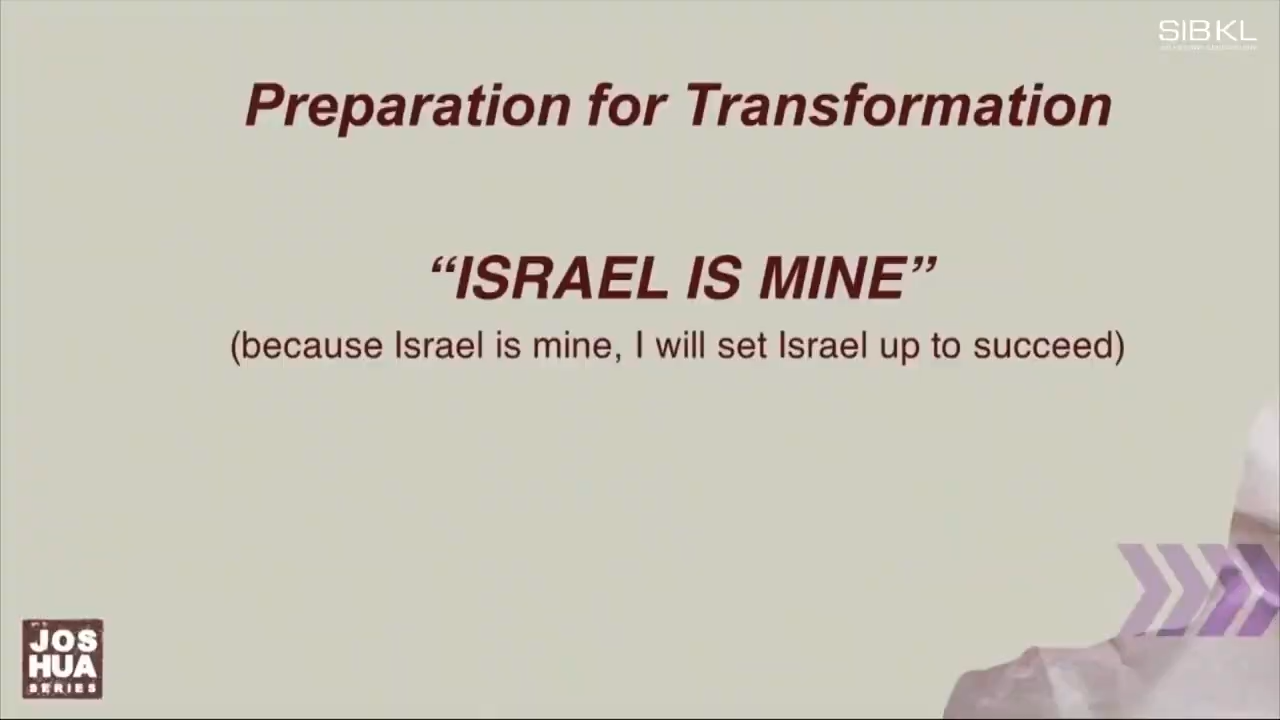 SIBKL
Preparation for Transformation
“ISRAEL IS MINE”
(because Israel is mine, I will set Israel up to succeed)
JOS
HUA
SERIES